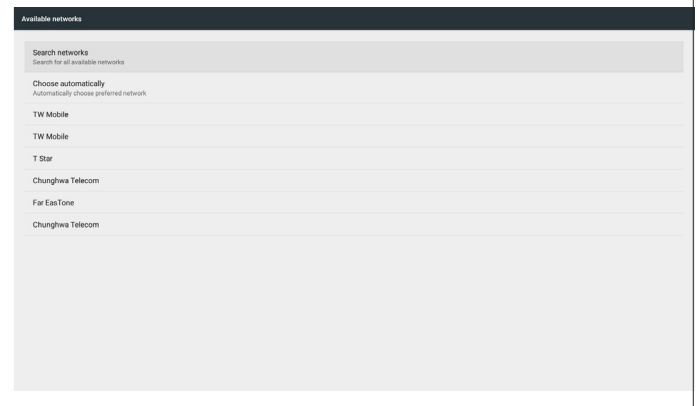 Available networks
Search networks
Search for all available networks
Choose automatically
Automatically choose preferred network
TW Mobile
TW Mobile
T Star
Chunghwa Telecom
Far EasTone
Chunghwa Telecom